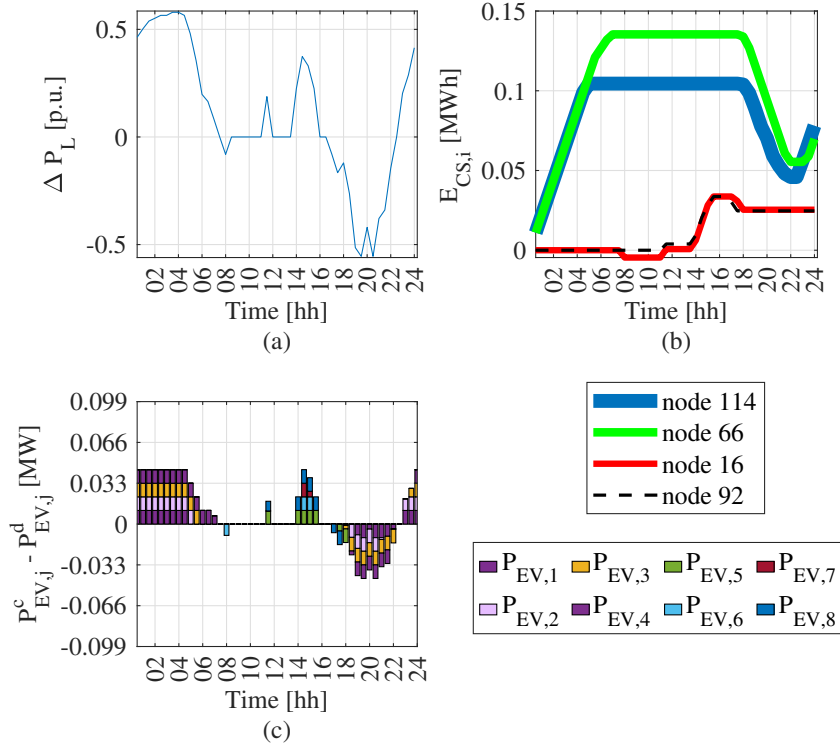 0.5
0
-0.5
Δ P_L [p.u.]
02 04 06 08 10 12 14 16 18 20 22 24
Time [hh]
(a)
0.15
0.1
0.05
0
E_CS,i [MWh]
02 04 06 08 10 12 14 16 18 20 22 24
Time [hh]
(b)
0.099
0.066
0.033
0
-0.033
-0.066
-0.099
P^c_EV,j - P^d_EV,j [MW]
02 04 06 08 10 12 14 16 18 20 22 24
Time [hh]
(c)
node 114
node 66
node 16
node 92
P_EV,1 P_EV,3 P_EV,5 P_EV,7
P_EV,2 P_EV,4 P_EV,6 P_EV,8